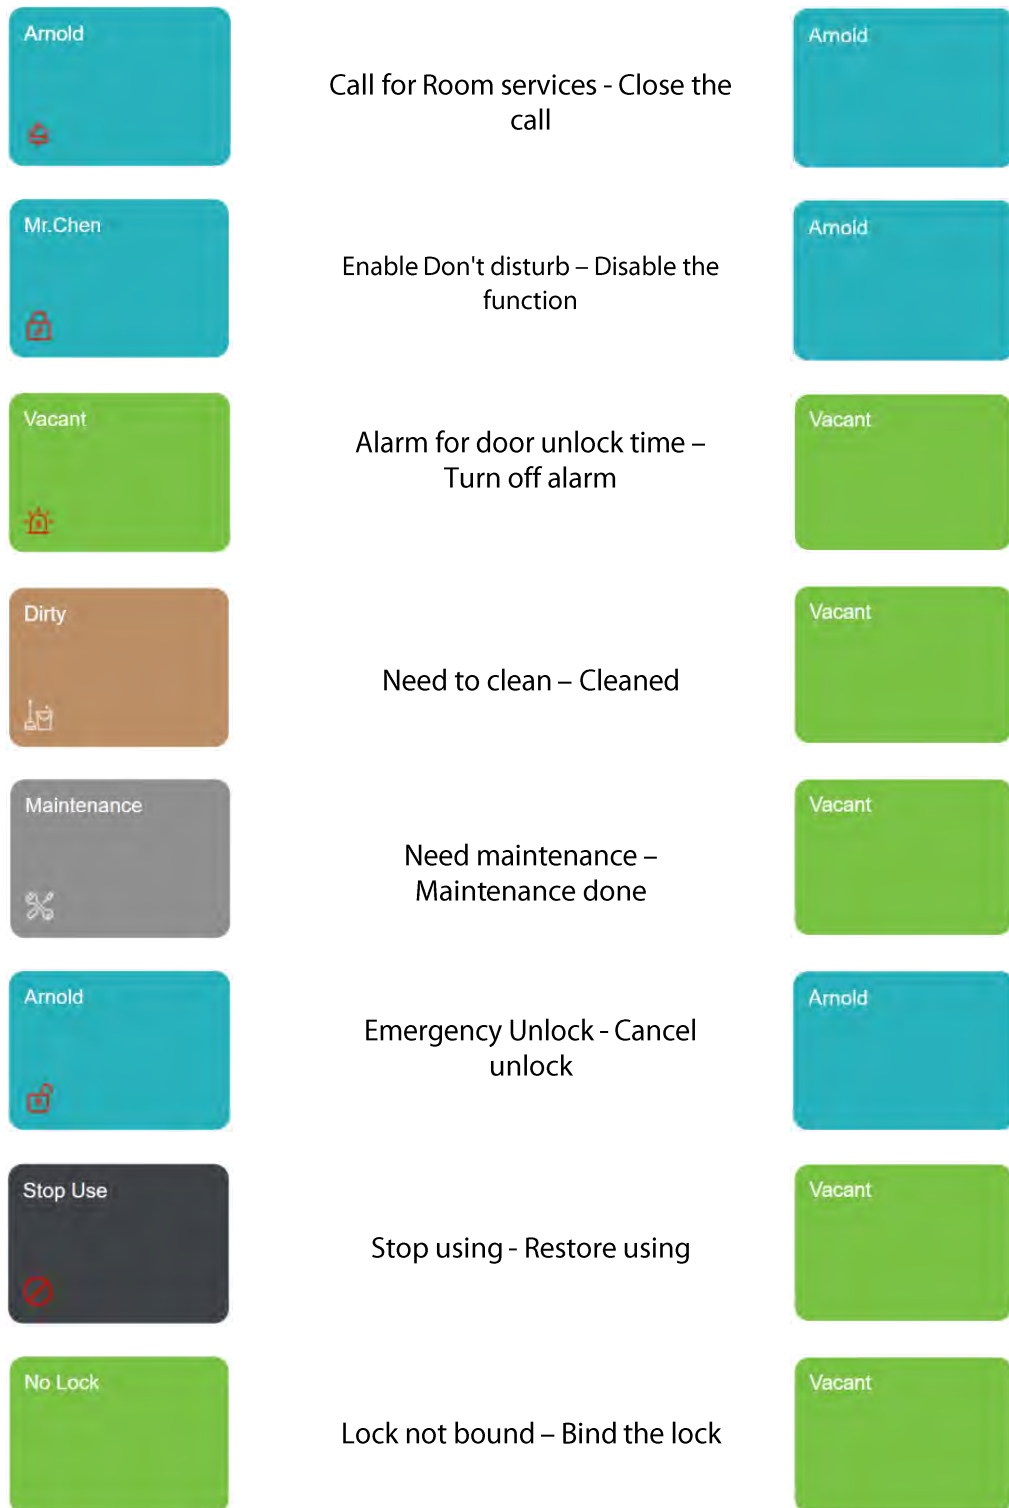 Arnold
Call for Room services - Close the
call
Arnold
Mr.Chen
Enable Don't disturb – Disable the
function
Arnold
Vacant
Alarm for door unlock time –
Turn off alarm
Vacant
Dirty
Need to clean – Cleaned
Vacant
Maintenance
Need maintenance –
Maintenance done
Vacant
Arnold
Emergency Unlock - Cancel
unlock
Arnold
Stop Use
Stop using - Restore using
Vacant
No Lock
Lock not bound – Bind the lock
Vacant